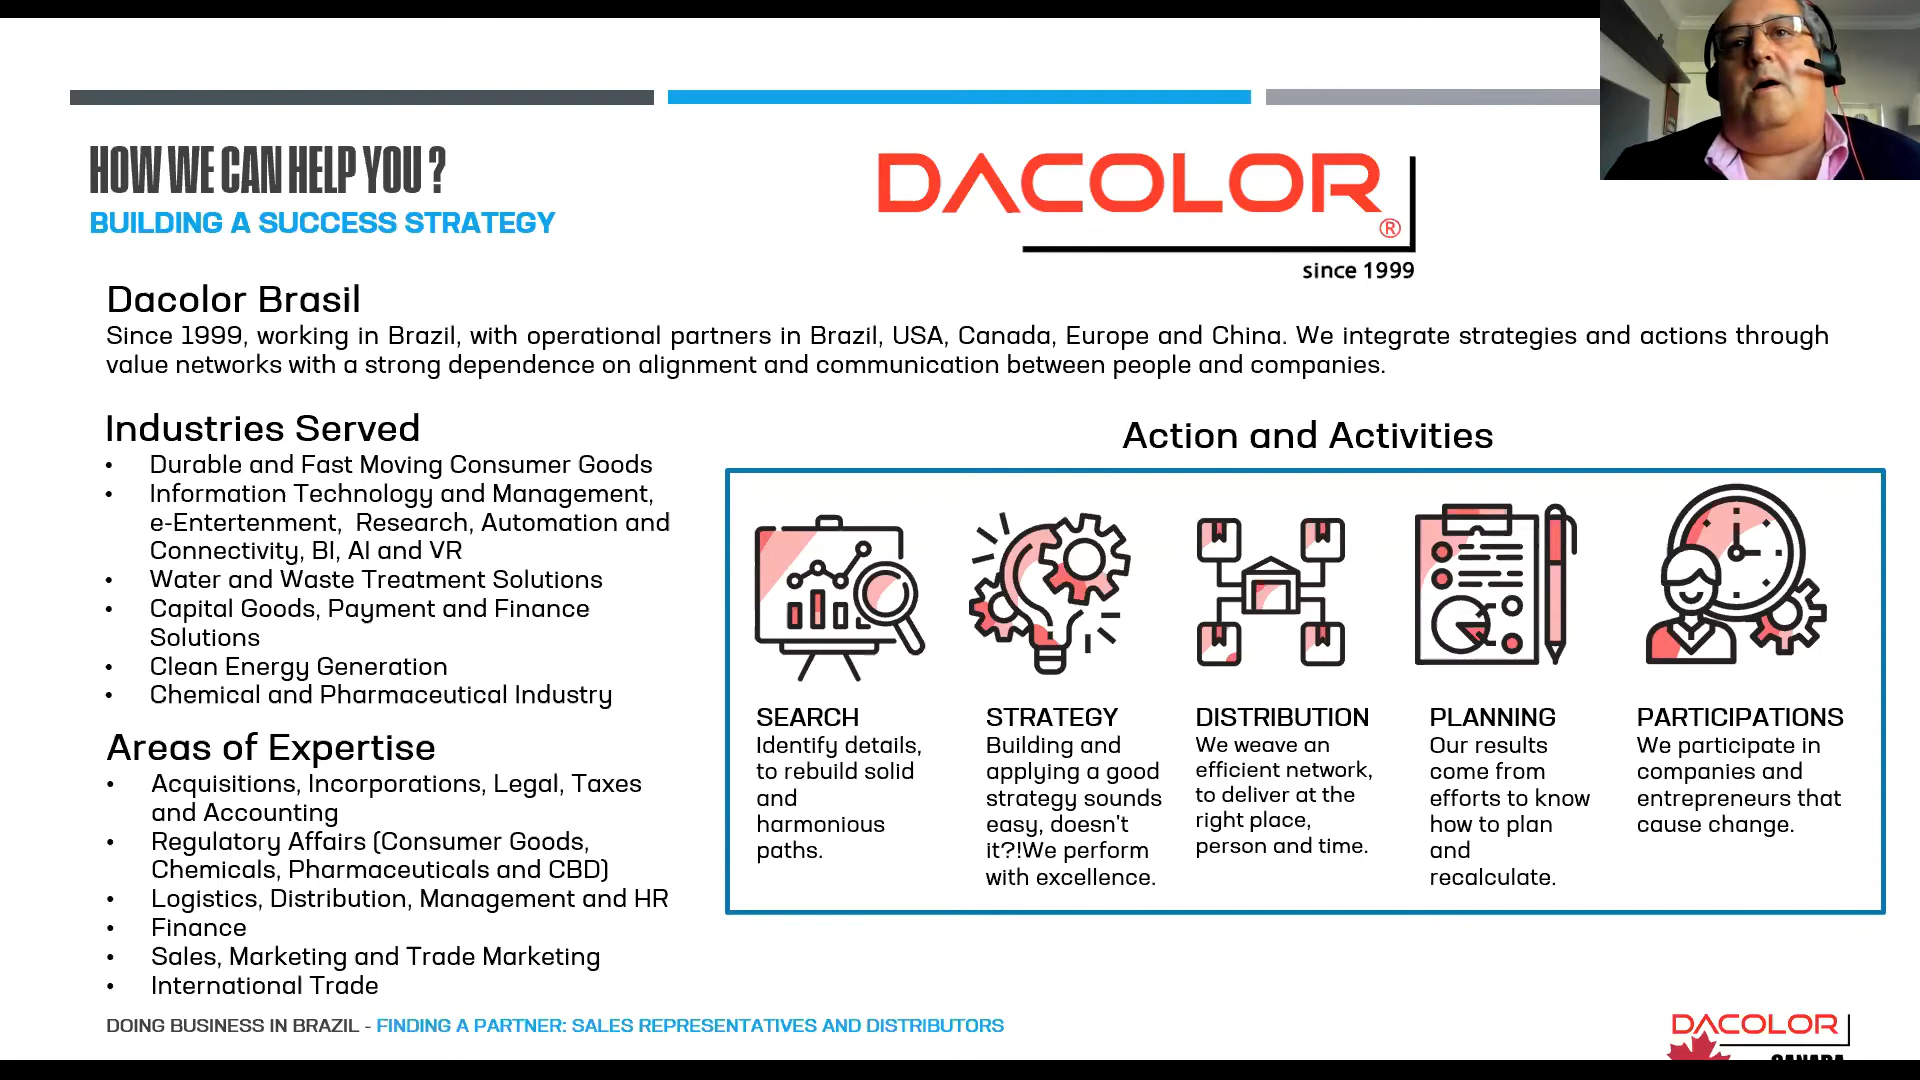 HOW WE CAN HELP YOU ?
BUILDING A SUCCESS STRATEGY
DACOLOR
®
since 1999
Dacolor Brasil
Since 1999, working in Brazil, with operational partners in Brazil, USA, Canada, Europe and China. We integrate strategies and actions through
value networks with a strong dependence on alignment and communication between people and companies.
Industries Served
• Durable and Fast Moving Consumer Goods
• Information Technology and Management,
e-Entertenment, Research, Automation and
Connectivity, BI, AI and VR
• Water and Waste Treatment Solutions
• Capital Goods, Payment and Finance
Solutions
• Clean Energy Generation
• Chemical and Pharmaceutical Industry
Areas of Expertise
• Acquisitions, Incorporations, Legal, Taxes
and Accounting
• Regulatory Affairs (Consumer Goods,
Chemicals, Pharmaceuticals and CBD)
• Logistics, Distribution, Management and HR
• Finance
• Sales, Marketing and Trade Marketing
• International Trade
Action and Activities
SEARCH
Identify details,
to rebuild solid
and
harmonious
paths.
STRATEGY
Building and
applying a good
strategy sounds
easy, doesn't
it?!We perform
with excellence.
DISTRIBUTION
We weave an
efficient network,
to deliver at the
right place,
person and time.
PLANNING
Our results
come from
efforts to know
how to plan
and
recalculate.
PARTICIPATIONS
We participate in
companies and
entrepreneurs that
cause change.
DOING BUSINESS IN BRAZIL - FINDING A PARTNER: SALES REPRESENTATIVES AND DISTRIBUTORS
DACOLOR
CANADA